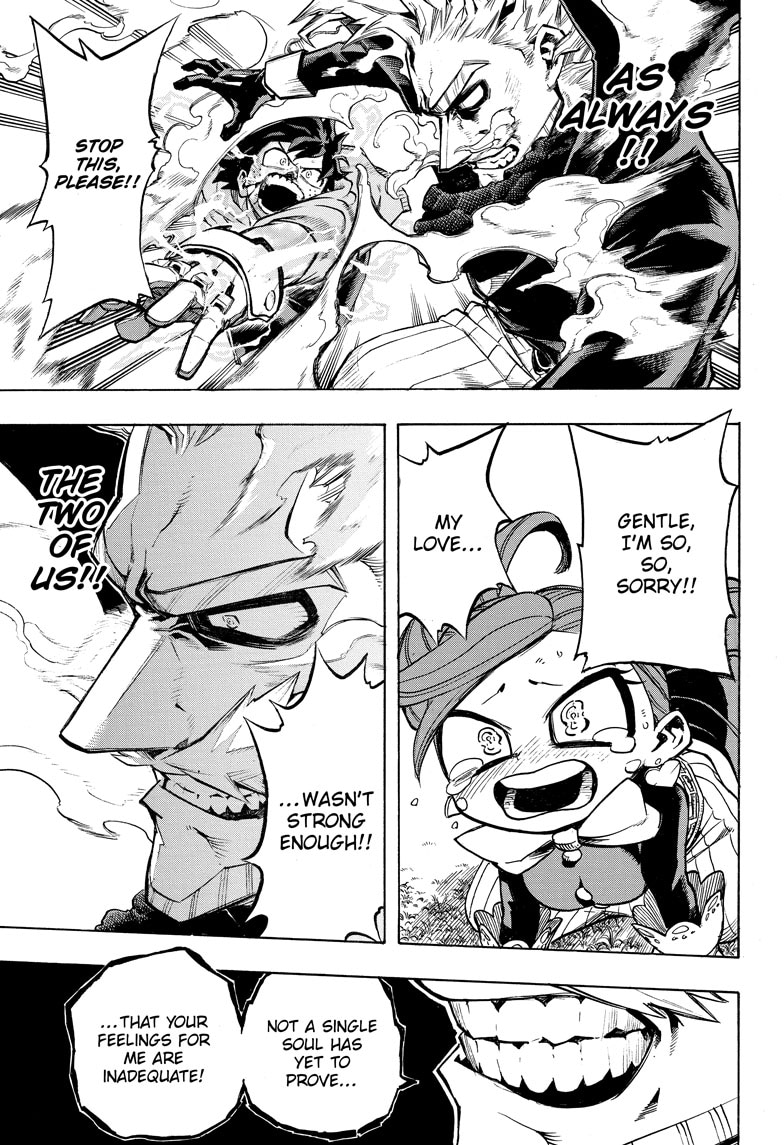 AS
ALWAYS
!!
STOP
THIS,
PLEASE!!
GENTLE,
I'M SO,
SO,
SORRY!!
MY
LOVE...
...WASN'T
STRONG
ENOUGH!!
THE
TWO
OF
US!!
NOT A SINGLE
SOUL HAS
YET TO
PROVE...
...THAT YOUR
FEELINGS FOR
ME ARE
INADEQUATE!